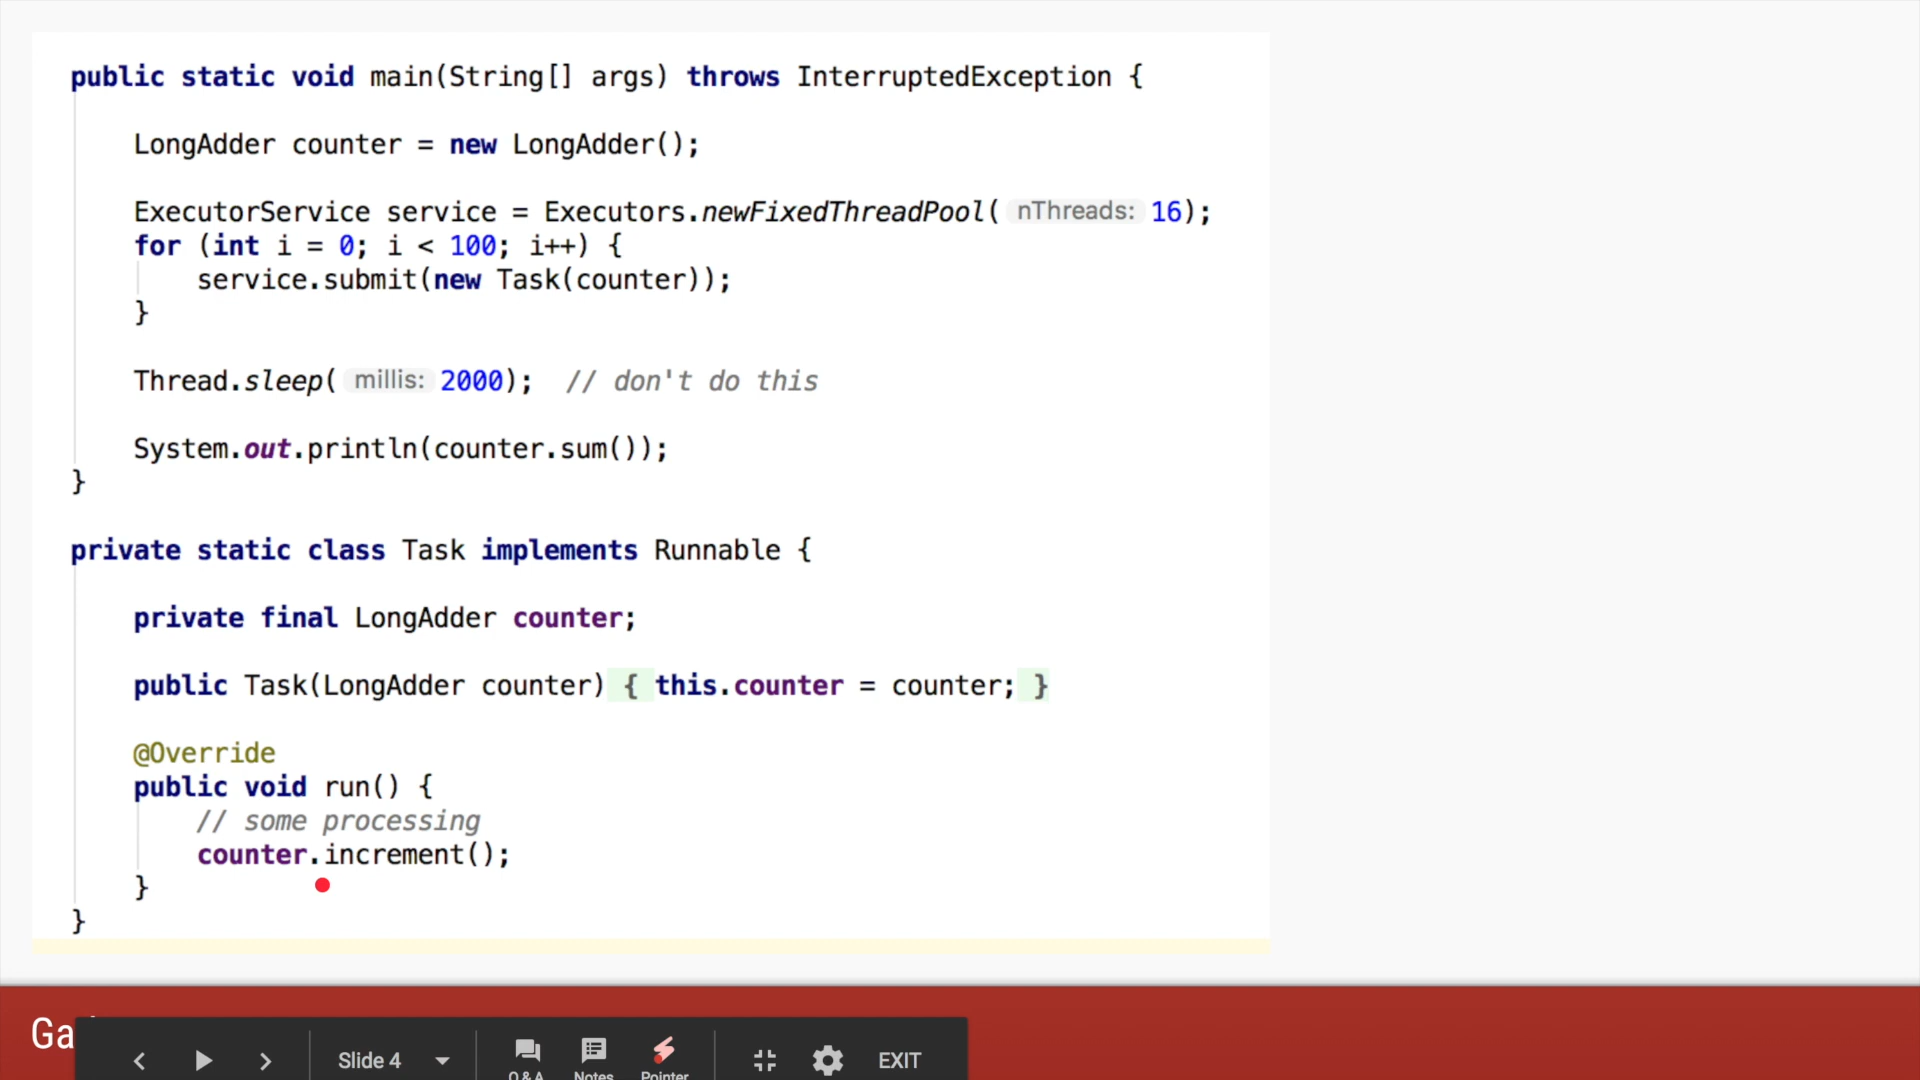 public static void main(String[] args) throws InterruptedException {
LongAdder counter = new LongAdder();
ExecutorService service = Executors.newFixedThreadPool( nThreads: 16);
for (int i = 0; i < 100; i++) {
service.submit(new Task(counter));
}
Thread.sleep( millis: 2000); // don't do this
System.out.println(counter.sum());
}
private static class Task implements Runnable {
private final LongAdder counter;
public Task(LongAdder counter) { this.counter = counter; }
@Override
public void run() {
// some processing
counter.increment();
}
}
Slide 4
Q & A
Notes
Pointer
EXIT